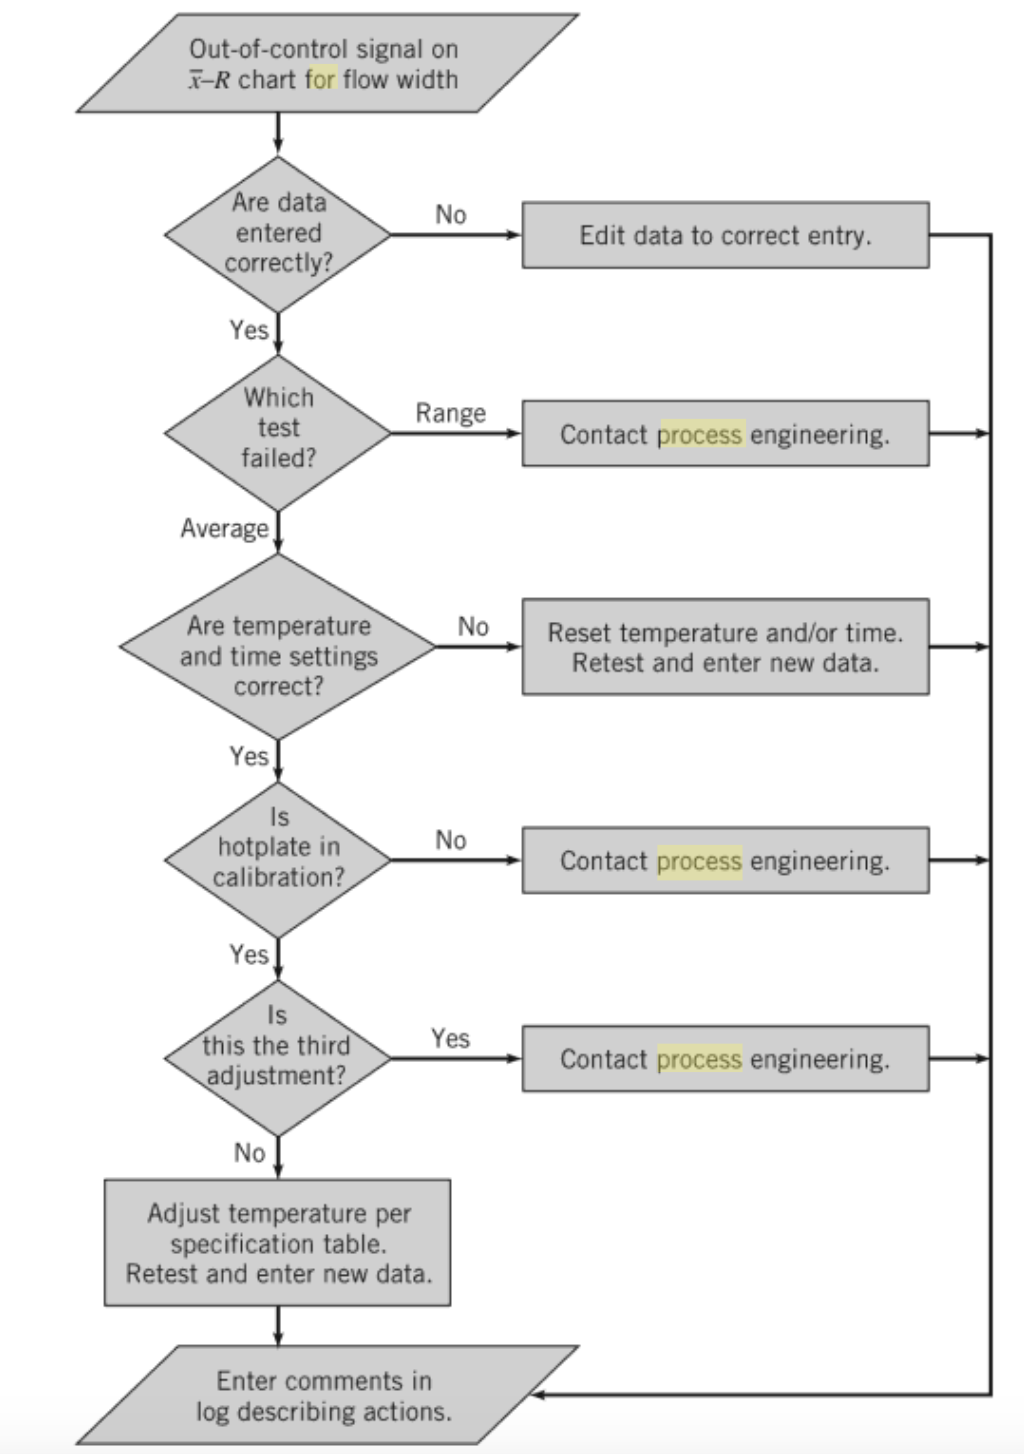 Out-of-control signal on
x̅–R chart for flow width
Are data
entered
correctly?
No
Edit data to correct entry.
Yes
Which
test
failed?
Range
Contact process engineering.
Average
Are temperature
and time settings
correct?
No
Reset temperature and/or time.
Retest and enter new data.
Yes
Is
hotplate in
calibration?
No
Contact process engineering.
Yes
Is
this the third
adjustment?
Yes
Contact process engineering.
No
Adjust temperature per
specification table.
Retest and enter new data.
Enter comments in
log describing actions.